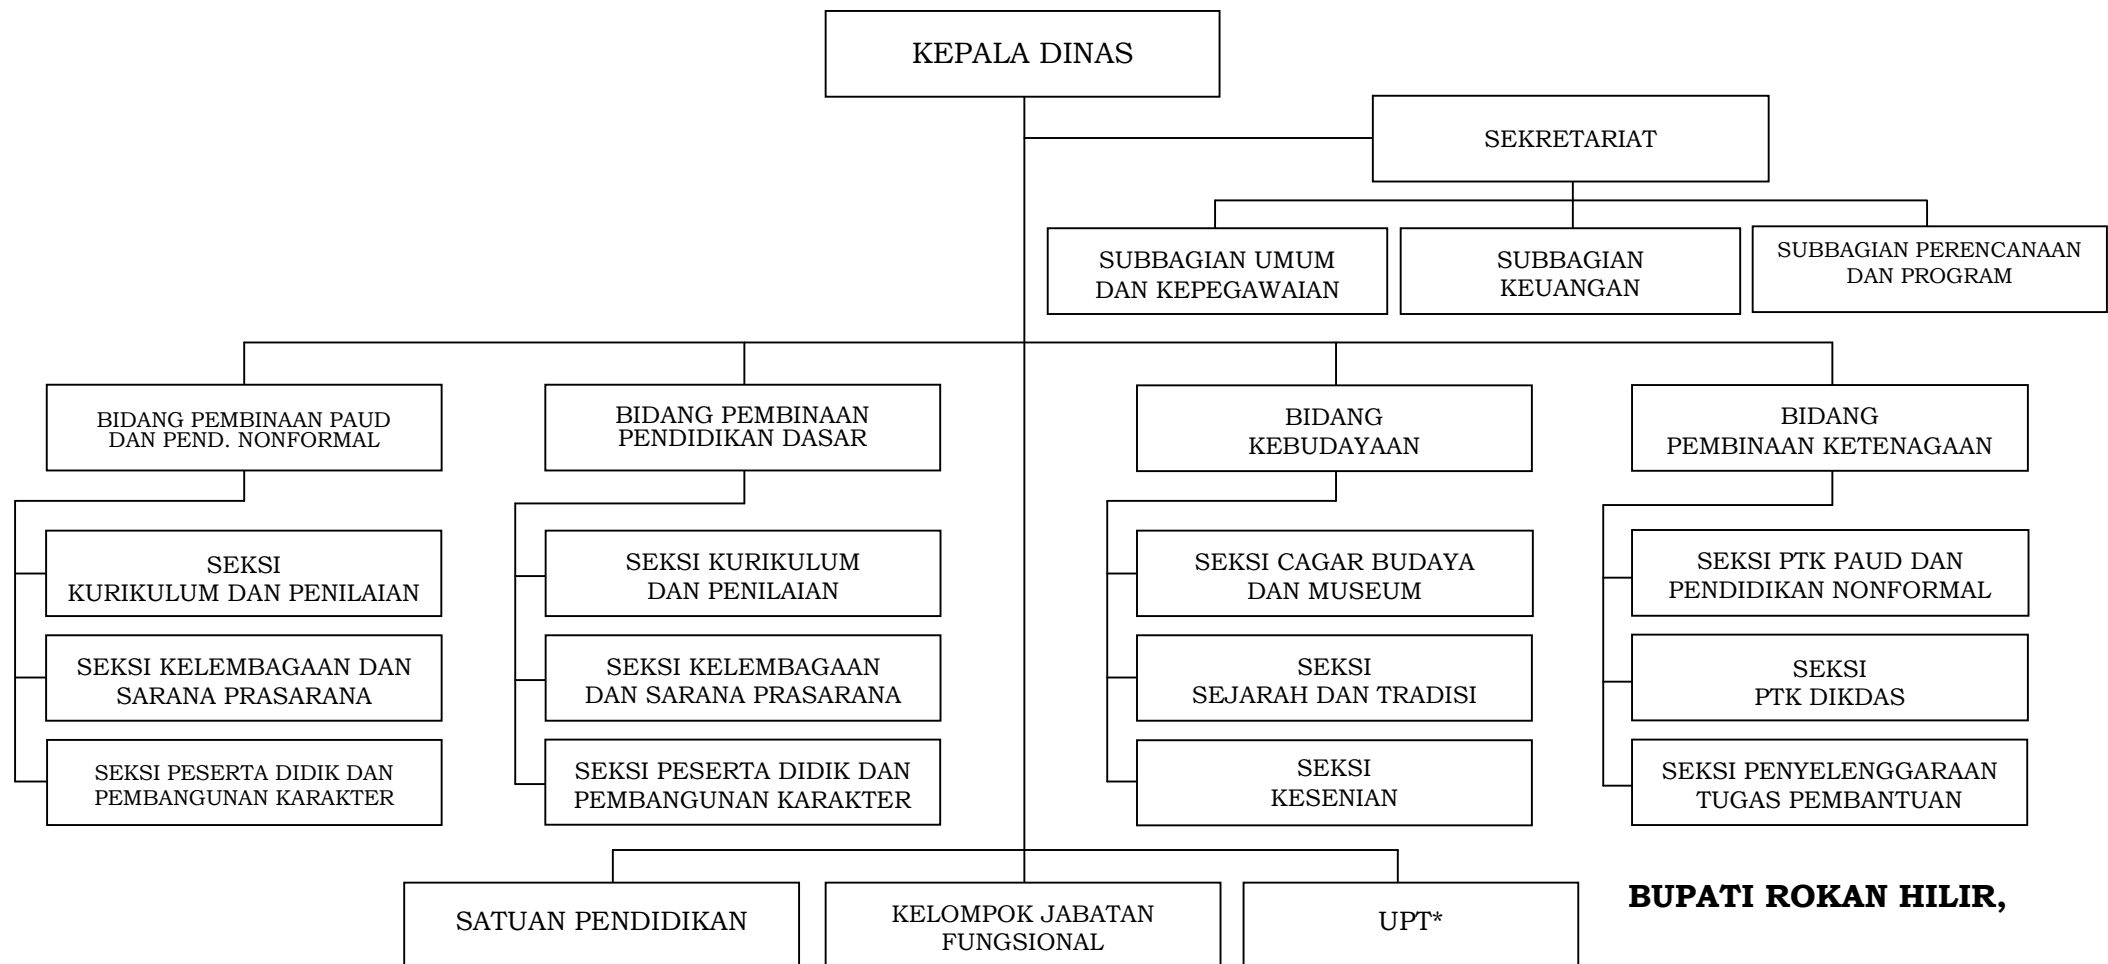 KEPALA DINAS
SEKRETARIAT
SUBBAGIAN UMUM
DAN KEPEGAWAIAN
SUBBAGIAN
KEUANGAN
SUBBAGIAN PERENCANAAN
DAN PROGRAM
BIDANG PEMBINAAN PAUD
DAN PEND. NONFORMAL
BIDANG PEMBINAAN
PENDIDIKAN DASAR
BIDANG
KEBUDAYAAN
BIDANG
PEMBINAAN KETENAGAAN
SEKSI
KURIKULUM DAN PENILAIAN
SEKSI KELEMBAGAAN DAN
SARANA PRASARANA
SEKSI PESERTA DIDIK DAN
PEMBANGUNAN KARAKTER
SEKSI KURIKULUM
DAN PENILAIAN
SEKSI KELEMBAGAAN
DAN SARANA PRASARANA
SEKSI PESERTA DIDIK DAN
PEMBANGUNAN KARAKTER
SEKSI CAGAR BUDAYA
DAN MUSEUM
SEKSI
SEJARAH DAN TRADISI
SEKSI
KESENIAN
SEKSI PTK PAUD DAN
PENDIDIKAN NONFORMAL
SEKSI
PTK DIKDAS
SEKSI PENYELENGGARAAN
TUGAS PEMBANTUAN
SATUAN PENDIDIKAN
KELOMPOK JABATAN
FUNGSIONAL
UPT*
BUPATI ROKAN HILIR,